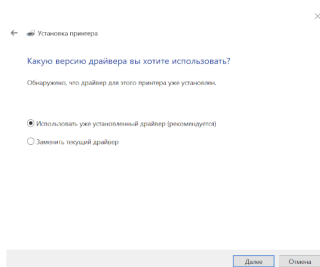 Установка принтера
Какую версию драйвера вы хотите использовать?
Обнаружено, что драйвер для этого принтера уже установлен.
Использовать уже установленный драйвер (рекомендуется)
Заменить текущий драйвер
Далее
Отмена